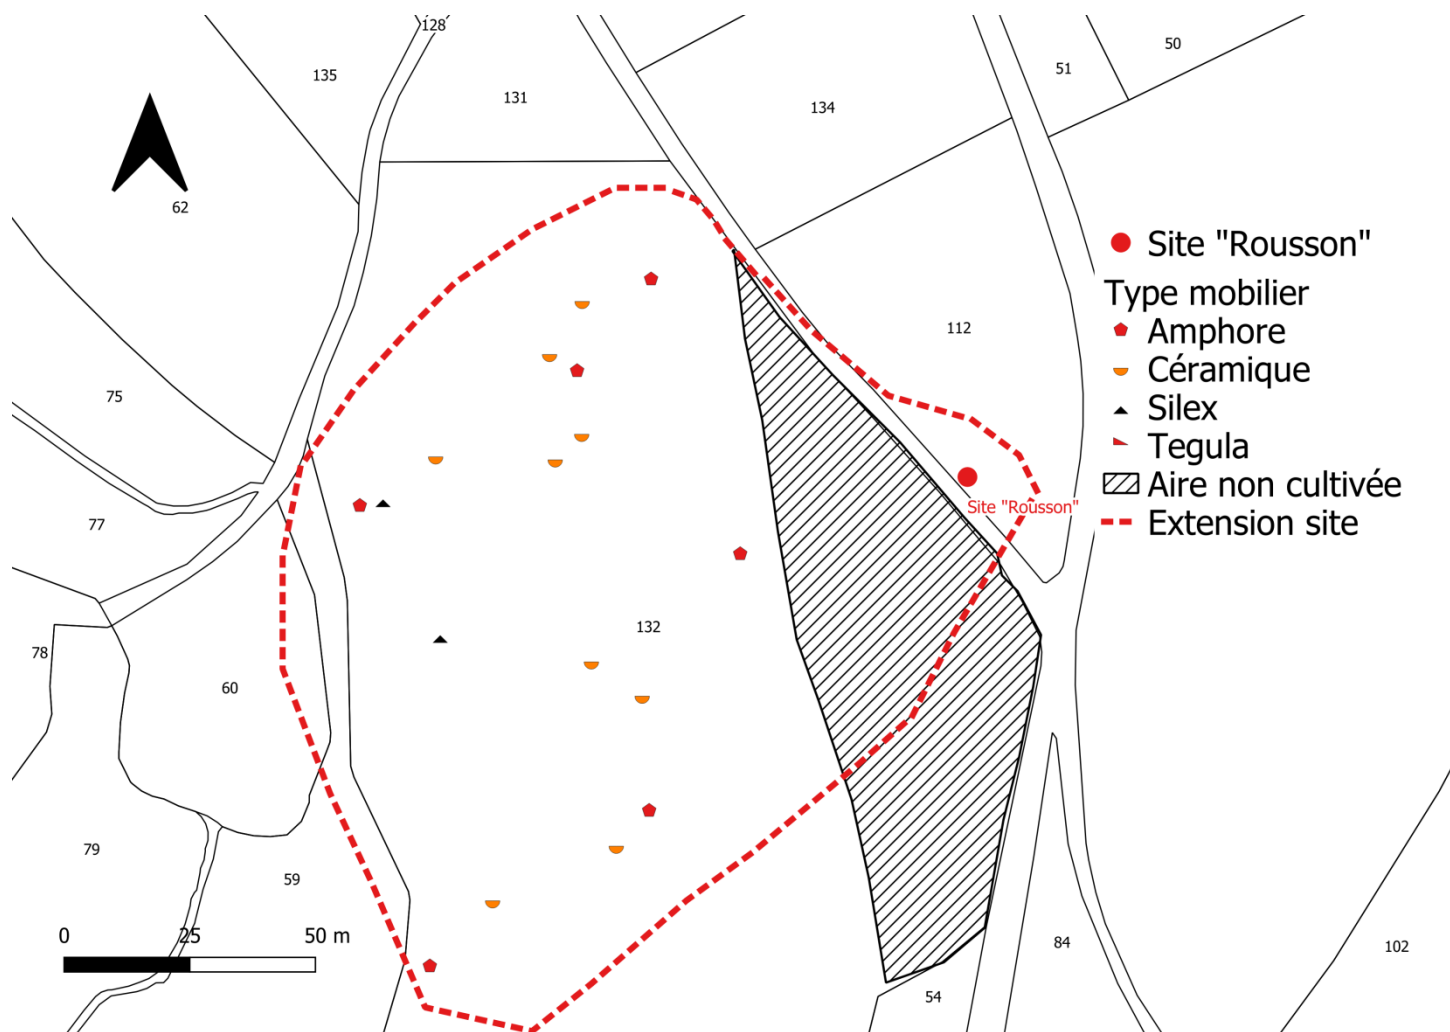 128
50
51
135
131
134
62
Site "Rousson"
Type mobilier
112
Amphore
Céramique
75
Silex
Tegula
Aire non cultivée
Site "Rousson"
77
Extension site
132
78
60
79
59
0 25 50 m
84
102
54